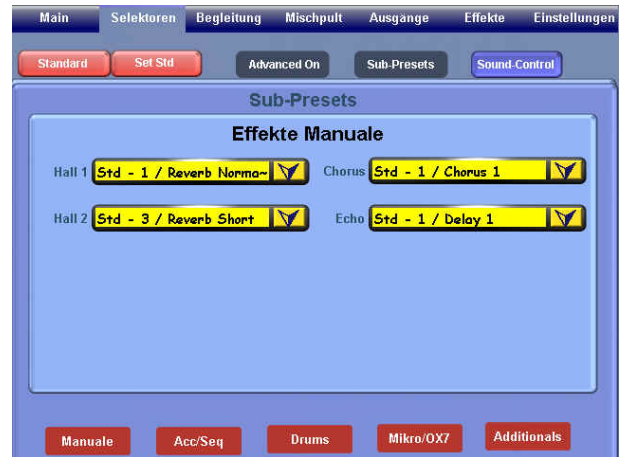 Main Selektoren Begleitung Mischpult Ausgänge Effekte Einstellungen
Standard Set Std Advanced On Sub-Presets Sound-Control
Sub-Presets
Effekte Manuale
Hall 1 Std - 1 / Reverb Norma~ Chorus Std - 1 / Chorus 1
Hall 2 Std - 3 / Reverb Short Echo Std - 1 / Delay 1
Manuale Acc/Seq Drums Mikro/OX7 Additionals